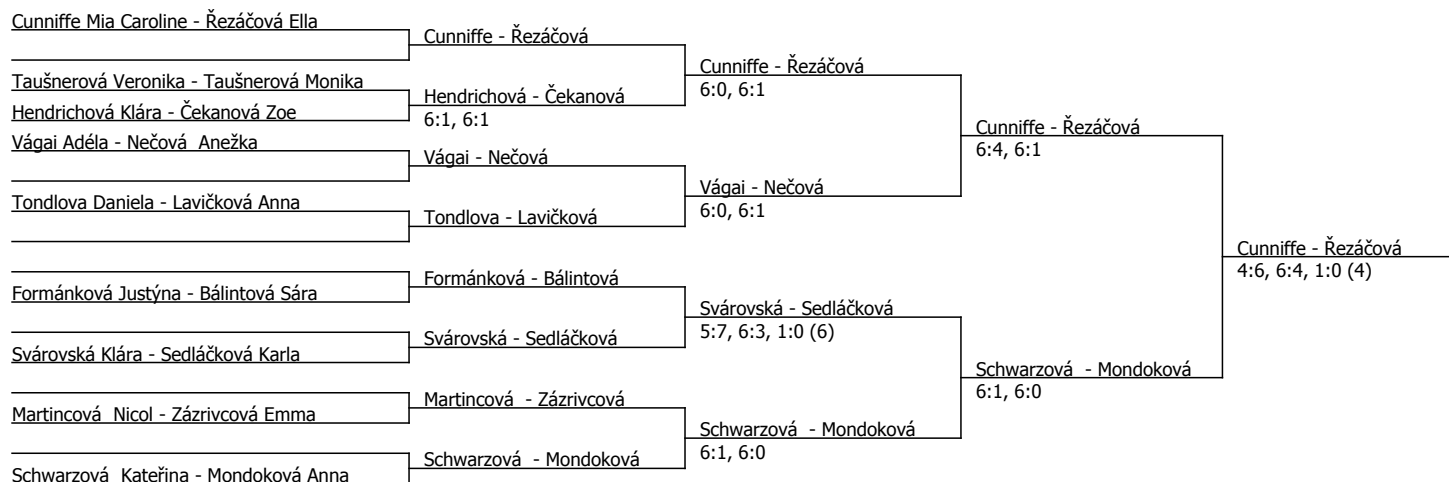 Cunniffe Mia Caroline - Řezáčová Ella
Taušnerová Veronika - Taušnerová Monika
Hendrichová Klára - Čekanová Zoe
Vágai Adéla - Nečová  Anežka
Tondlova Daniela - Lavičková Anna
Formánková Justýna - Bálintová Sára
Svárovská Klára - Sedláčková Karla
Martincová  Nicol - Zázrivcová Emma
Schwarzová  Kateřina - Mondoková Anna
Cunniffe - Řezáčová
Hendrichová - Čekanová
6:1, 6:1
Vágai - Nečová
Tondlova - Lavičková
Formánková - Bálintová
Svárovská - Sedláčková
Martincová  - Zázrivcová
Schwarzová  - Mondoková
Cunniffe - Řezáčová
6:0, 6:1
Vágai - Nečová
6:0, 6:1
Svárovská - Sedláčková
5:7, 6:3, 1:0 (6)
Schwarzová  - Mondoková
6:1, 6:0
Cunniffe - Řezáčová
6:4, 6:1
Schwarzová  - Mondoková
6:1, 6:0
Cunniffe - Řezáčová
4:6, 6:4, 1:0 (4)